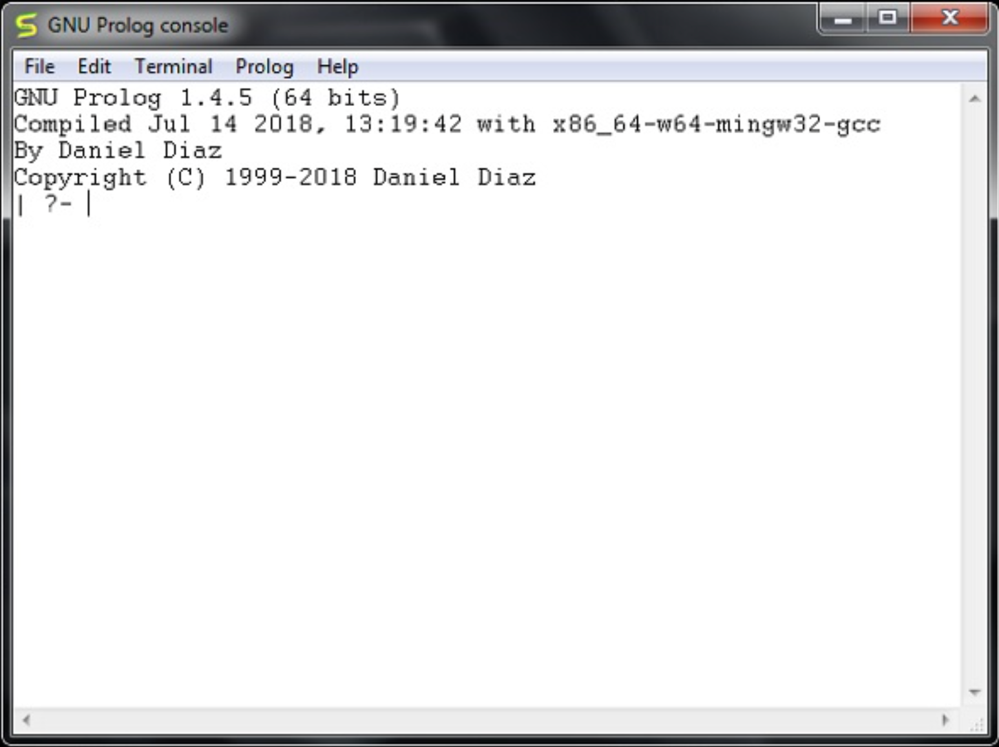 GNU Prolog console
File Edit Terminal Prolog Help
GNU Prolog 1.4.5 (64 bits)
Compiled Jul 14 2018, 13:19:42 with x86_64-w64-mingw32-gcc
By Daniel Diaz
Copyright (C) 1999-2018 Daniel Diaz
| ?-